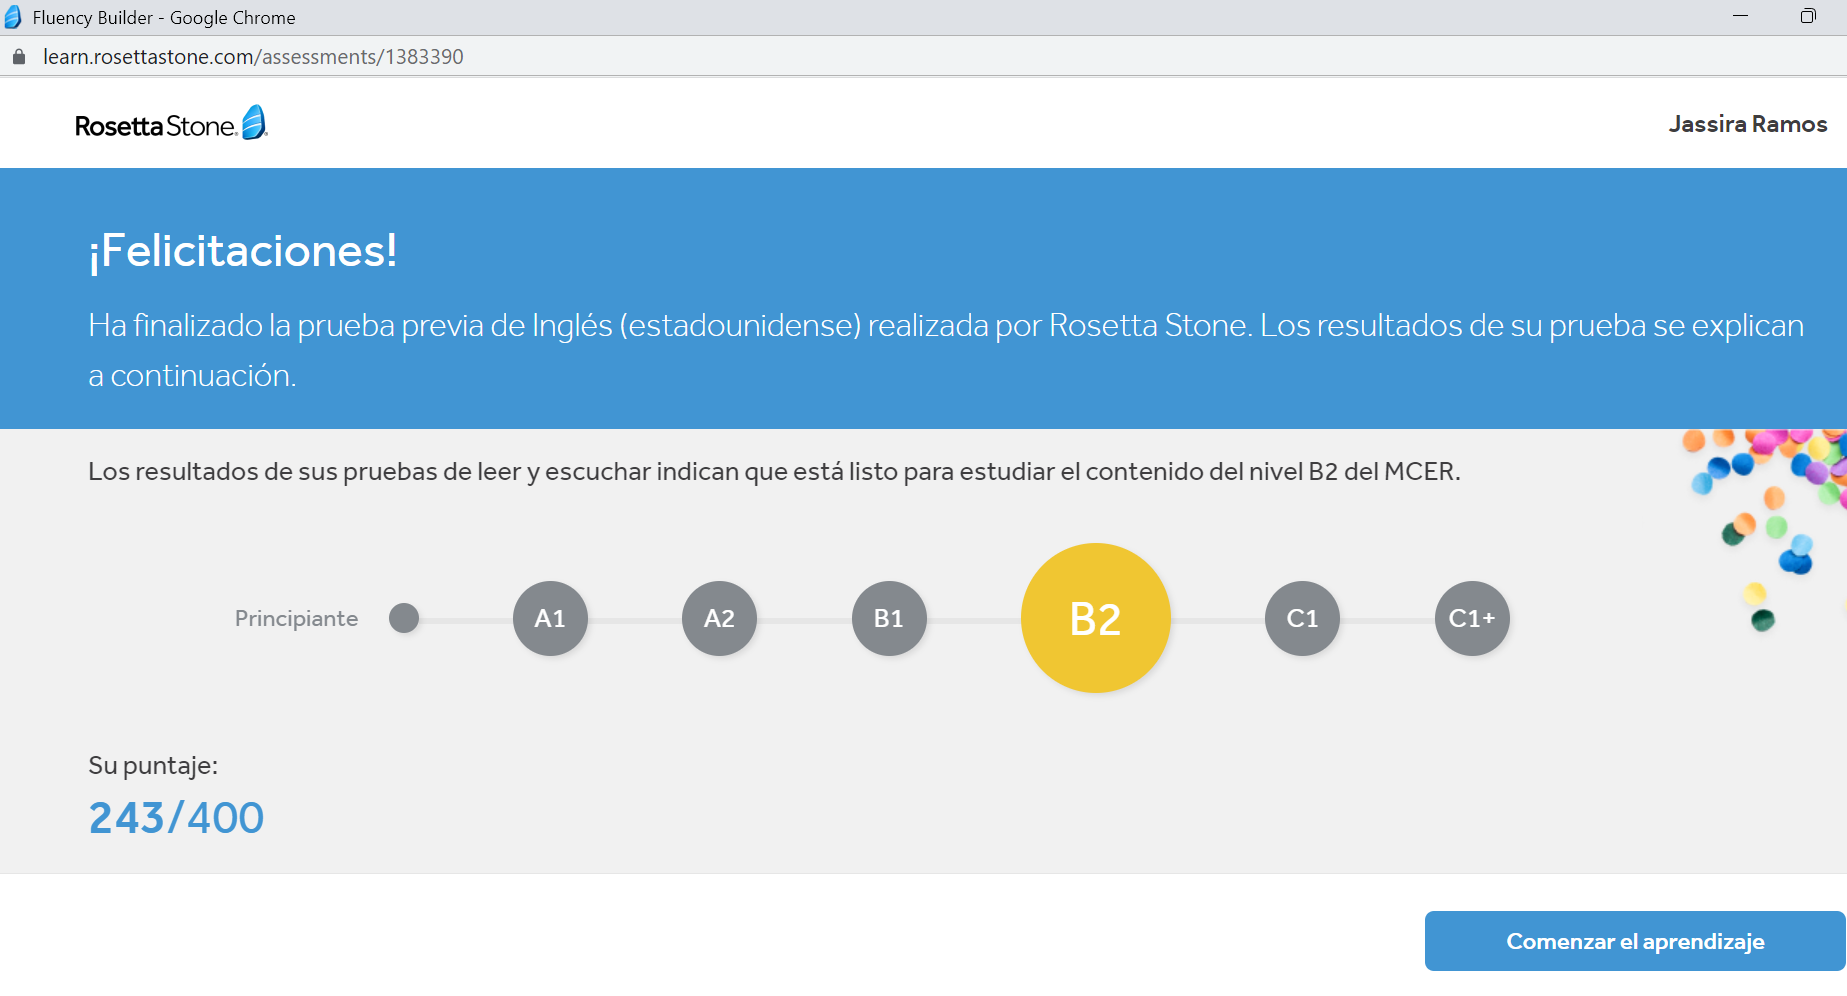 Fluency Builder - Google Chrome
learn.rosettastone.com/assessments/1383390
RosettaStone®
Jassira Ramos
¡Felicitaciones!
Ha finalizado la prueba previa de Inglés (estadounidense) realizada por Rosetta Stone. Los resultados de su prueba se explican
a continuación.
Los resultados de sus pruebas de leer y escuchar indican que está listo para estudiar el contenido del nivel B2 del MCER.
Principiante A1 A2 B1 B2 C1 C1+
Su puntaje:
243/400
Comenzar el aprendizaje